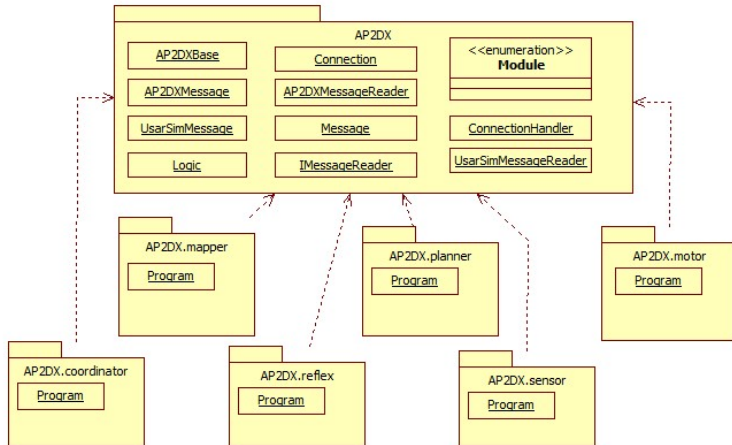 AP2DX
AP2DXBase
Connection
<<enumeration>>
Module
AP2DXMessage
AP2DXMessageReader
UsarSimMessage
Message
ConnectionHandler
Logic
IMessageReader
UsarSimMessageReader
AP2DX.mapper
Program
AP2DX.planner
Program
AP2DX.motor
Program
AP2DX.coordinator
Program
AP2DX.reflex
Program
AP2DX.sensor
Program